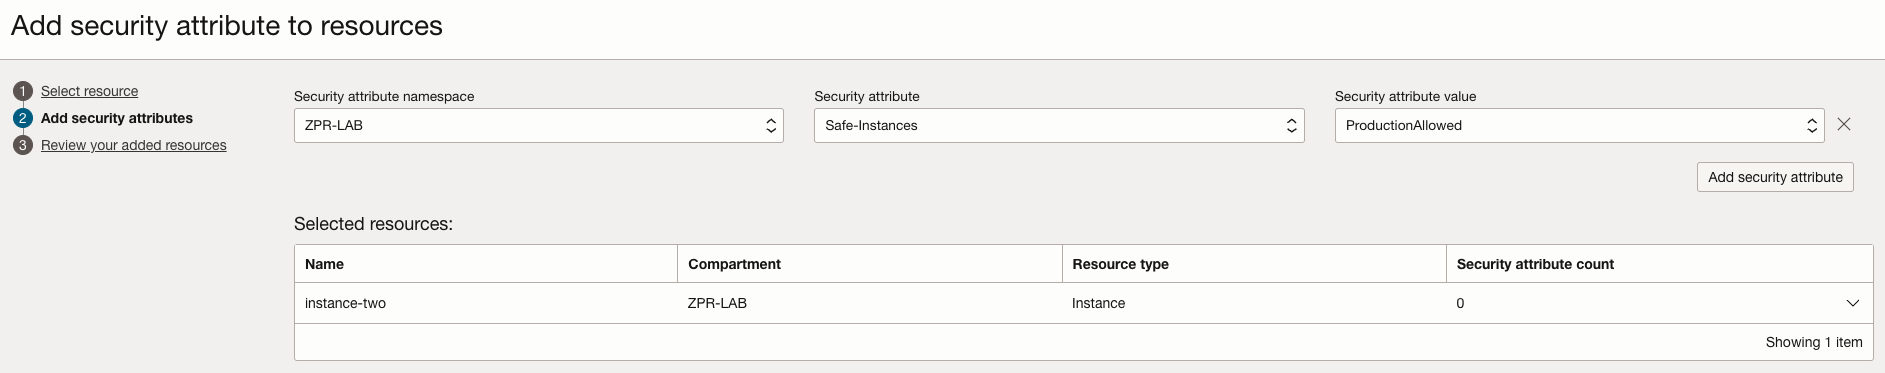 Add security attribute to resources
1 Select resource
2 Add security attributes
3 Review your added resources
Security attribute namespace Security attribute Security attribute value
ZPR-LAB Safe-Instances ProductionAllowed
Add security attribute
Selected resources:
Name Compartment Resource type Security attribute count
instance-two ZPR-LAB Instance 0
Showing 1 item